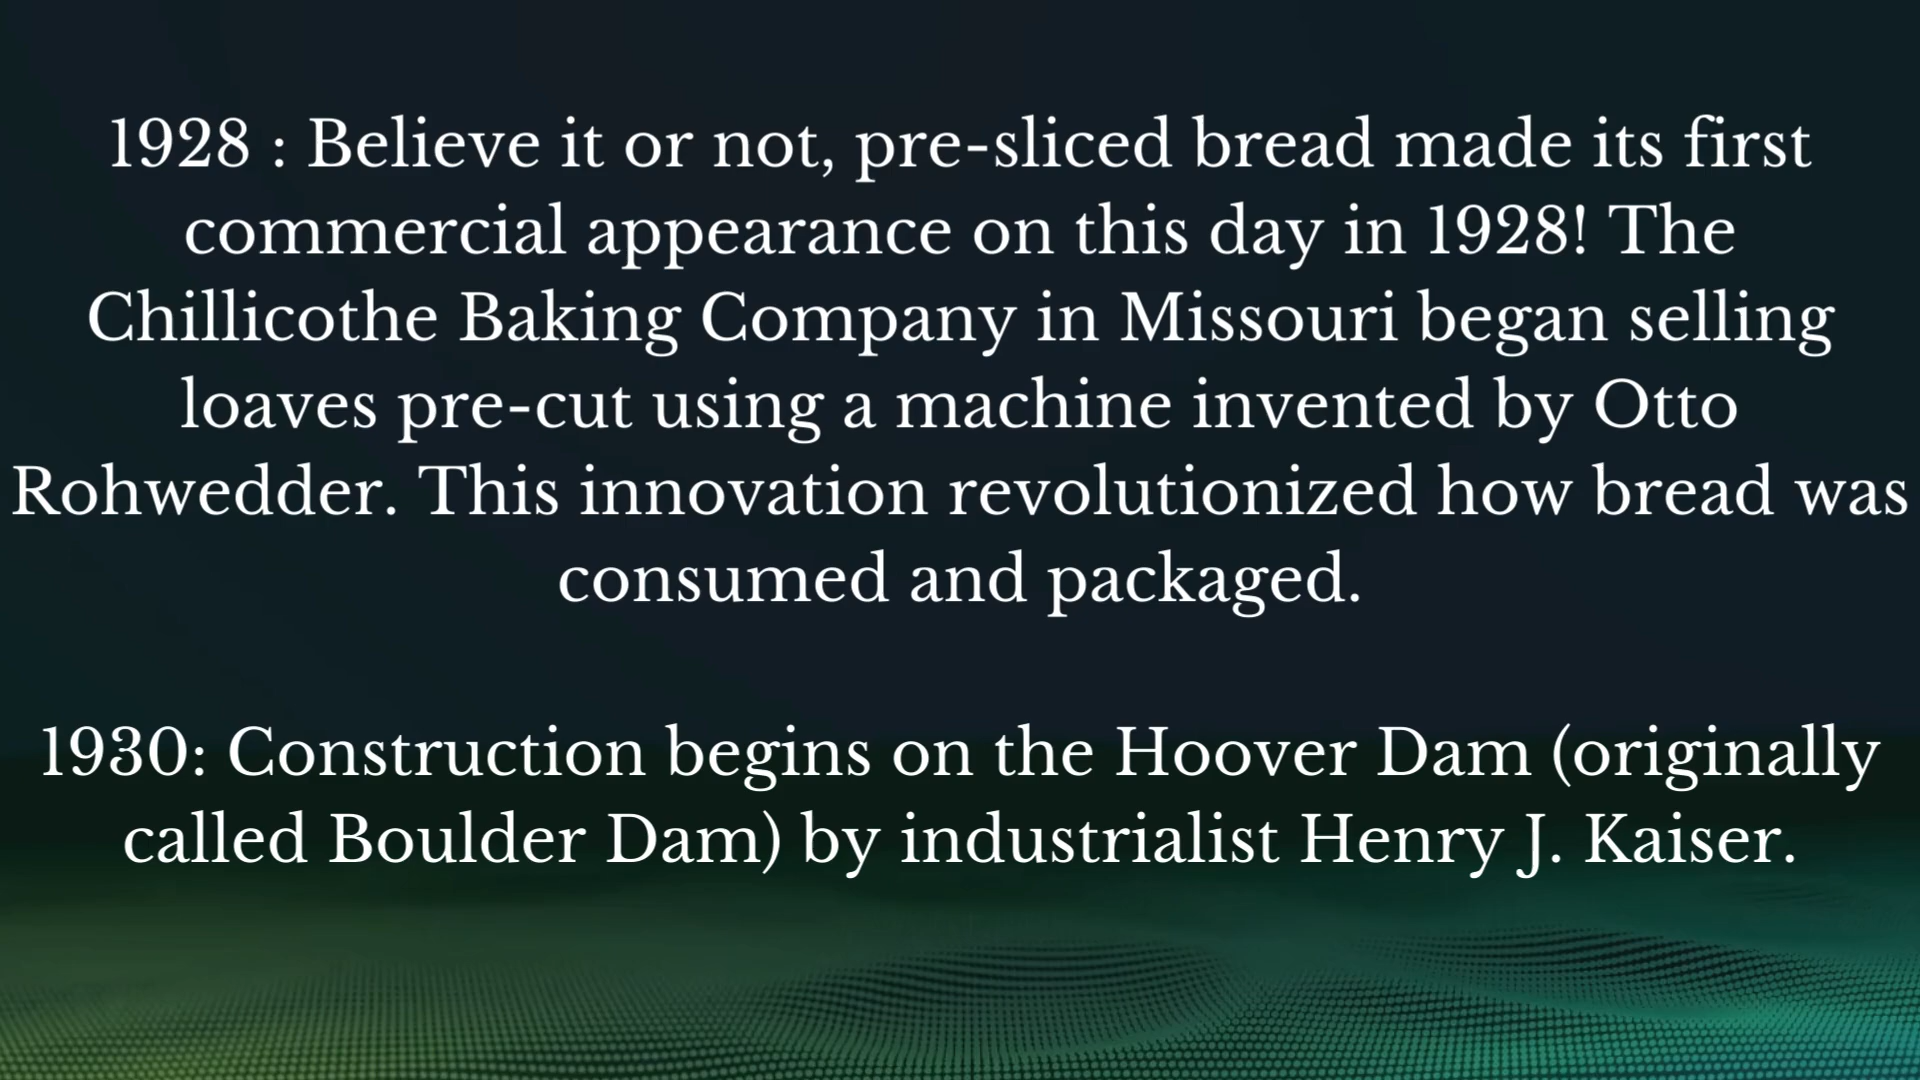 1928 : Believe it or not, pre-sliced bread made its first
commercial appearance on this day in 1928! The
Chillicothe Baking Company in Missouri began selling
loaves pre-cut using a machine invented by Otto
Rohwedder. This innovation revolutionized how bread was
consumed and packaged.
1930: Construction begins on the Hoover Dam (originally
called Boulder Dam) by industrialist Henry J. Kaiser.